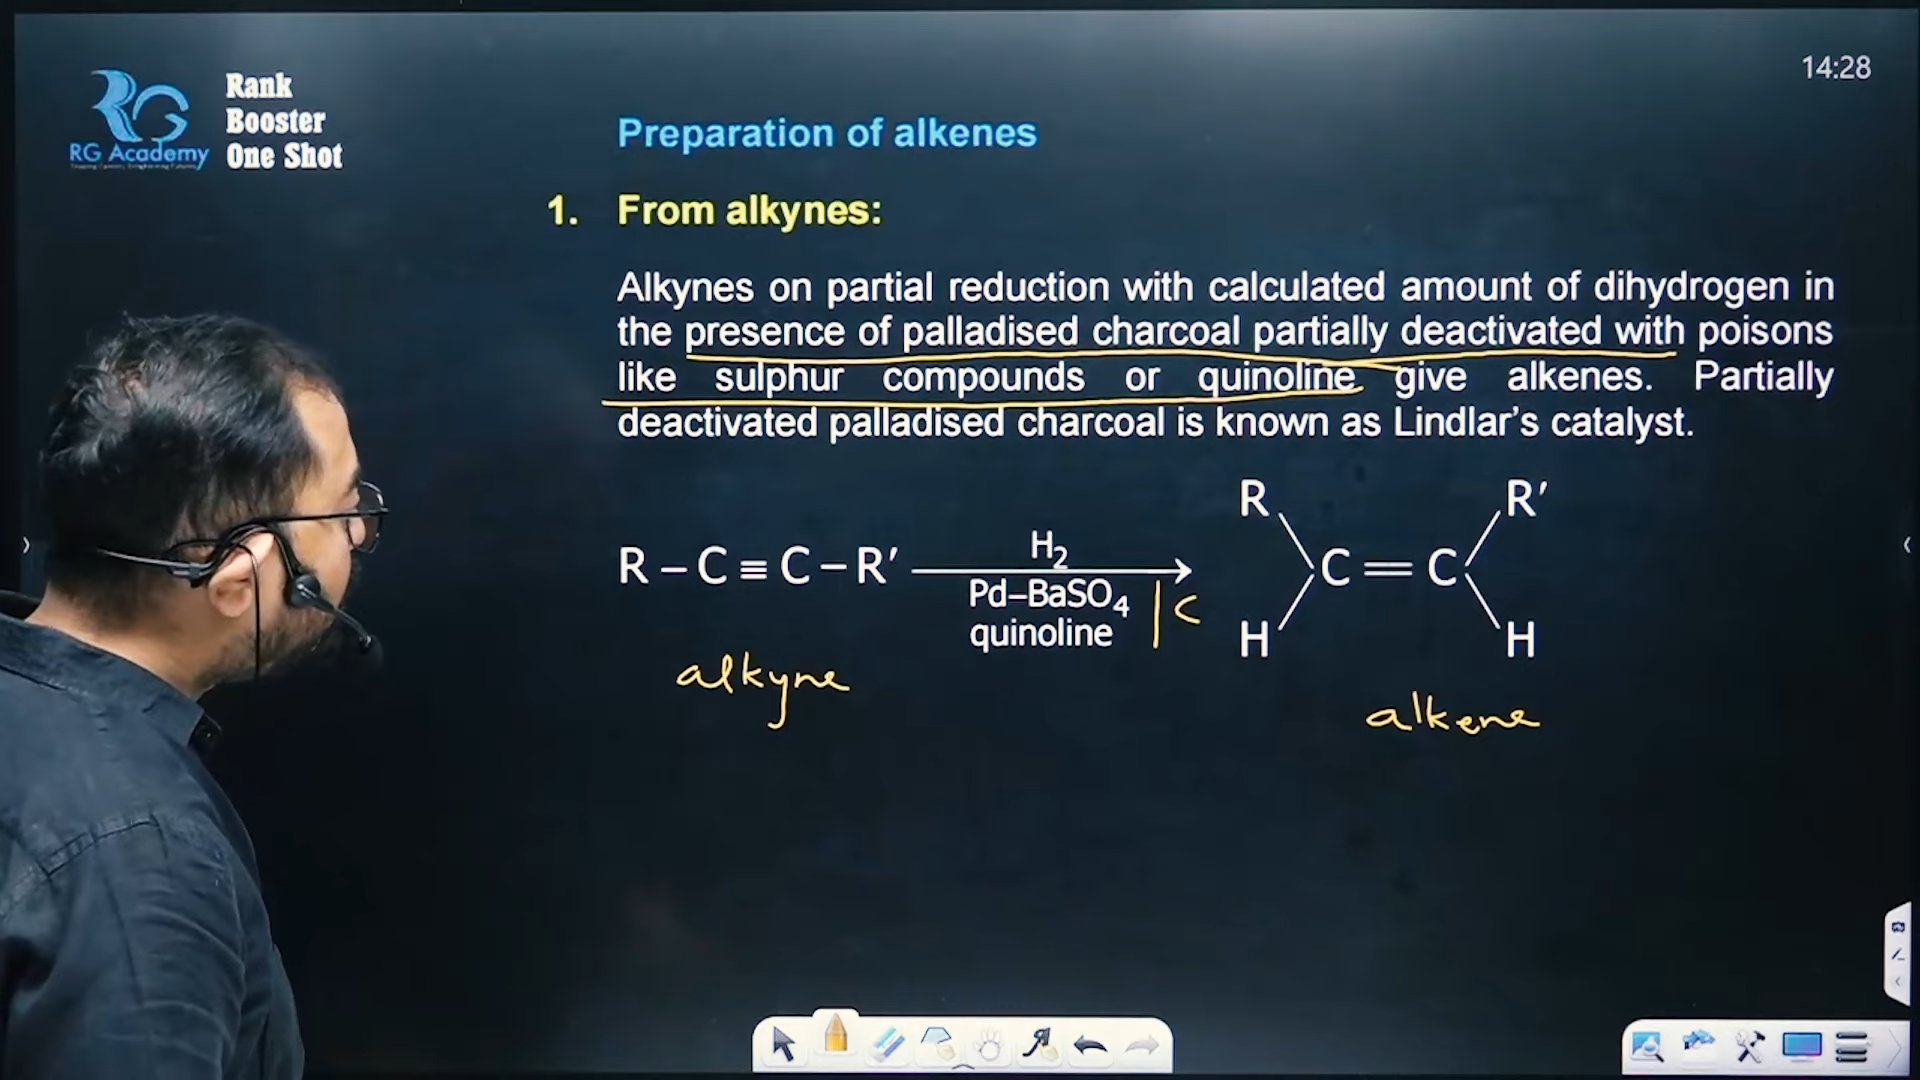 14:28
RG Academy
Rank
Booster
One Shot
Preparation of alkenes
1. From alkynes:
Alkynes on partial reduction with calculated amount of dihydrogen in
the presence of palladised charcoal partially deactivated with poisons
like sulphur compounds or quinoline give alkenes. Partially
deactivated palladised charcoal is known as Lindlar's catalyst.
R R′
R – C ≡ C – R′ H₂ C = C
Pd–BaSO₄ | C
quinoline
H H
alkyne
alkene